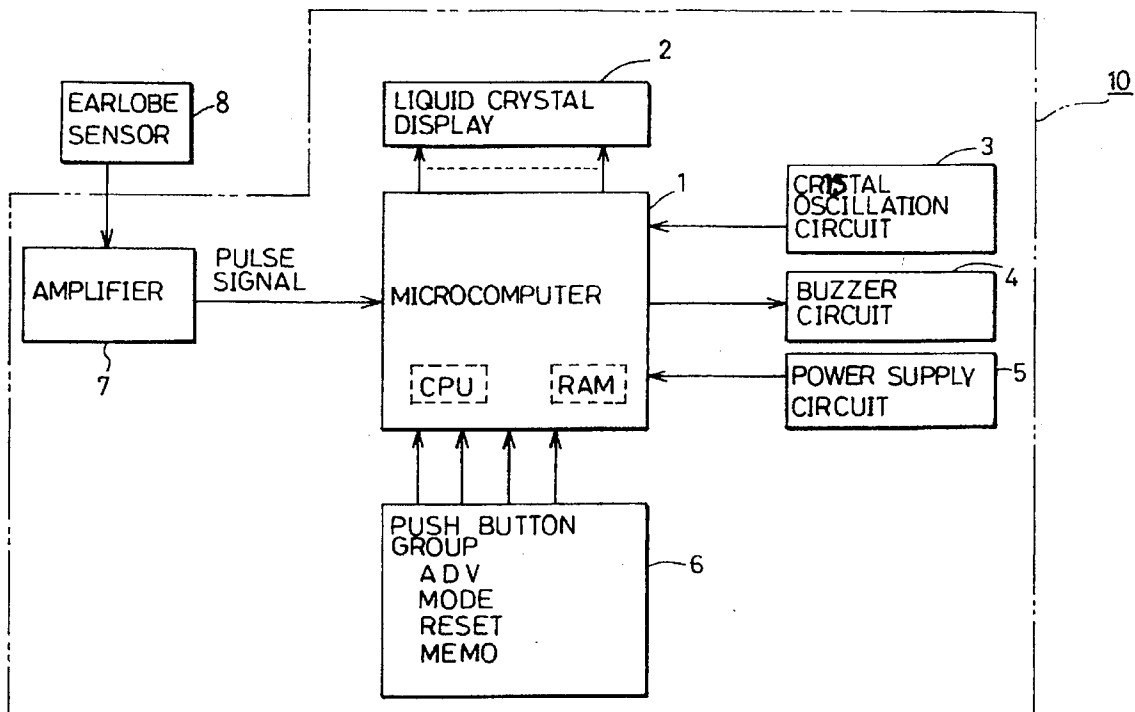 2
10
EARLOBE
SENSOR
8
LIQUID CRYSTAL
DISPLAY
3
1
CRYSTAL
OSCILLATION
CIRCUIT
AMPLIFIER
PULSE
SIGNAL
MICROCOMPUTER
4
BUZZER
CIRCUIT
7
CPU
RAM
5
POWER SUPPLY
CIRCUIT
PUSH BUTTON
GROUP
ADV
MODE
RESET
MEMO
6